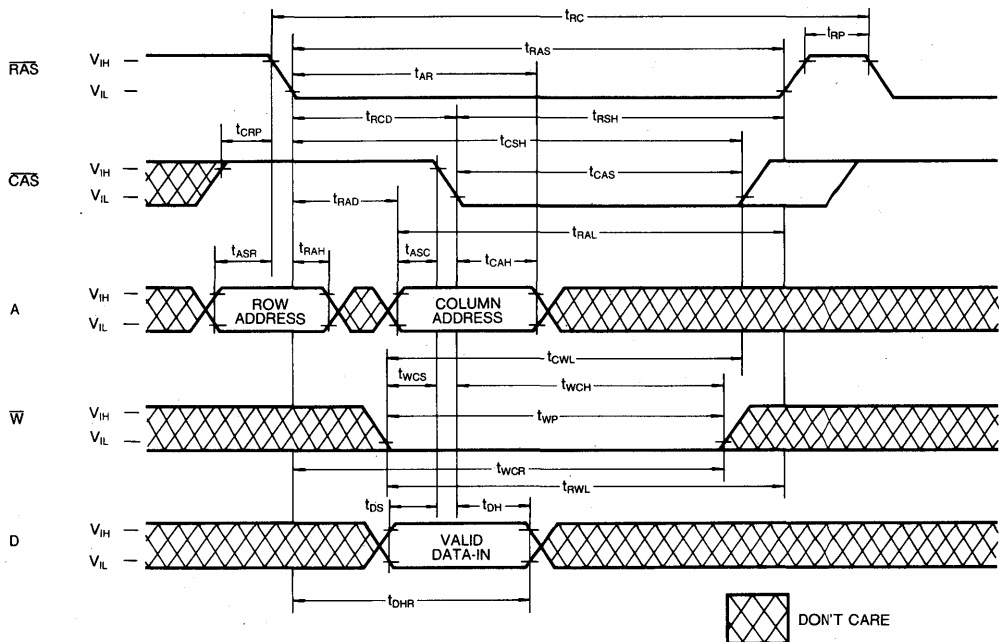 tRC
tRP
RAS
VIH
VIL
tRAS
tAR
tRCD
tRSH
tCRP
tCSH
CAS
VIH
VIL
tCAS
tRAD
tRAL
tASR
tRAH
tASC
tCAH
A
VIH
VIL
ROW
ADDRESS
COLUMN
ADDRESS
tCWL
tWCS
tWCH
W
VIH
VIL
tWP
tWCR
tRWL
tDS
tDH
D
VIH
VIL
VALID
DATA-IN
tDHR
DON'T CARE